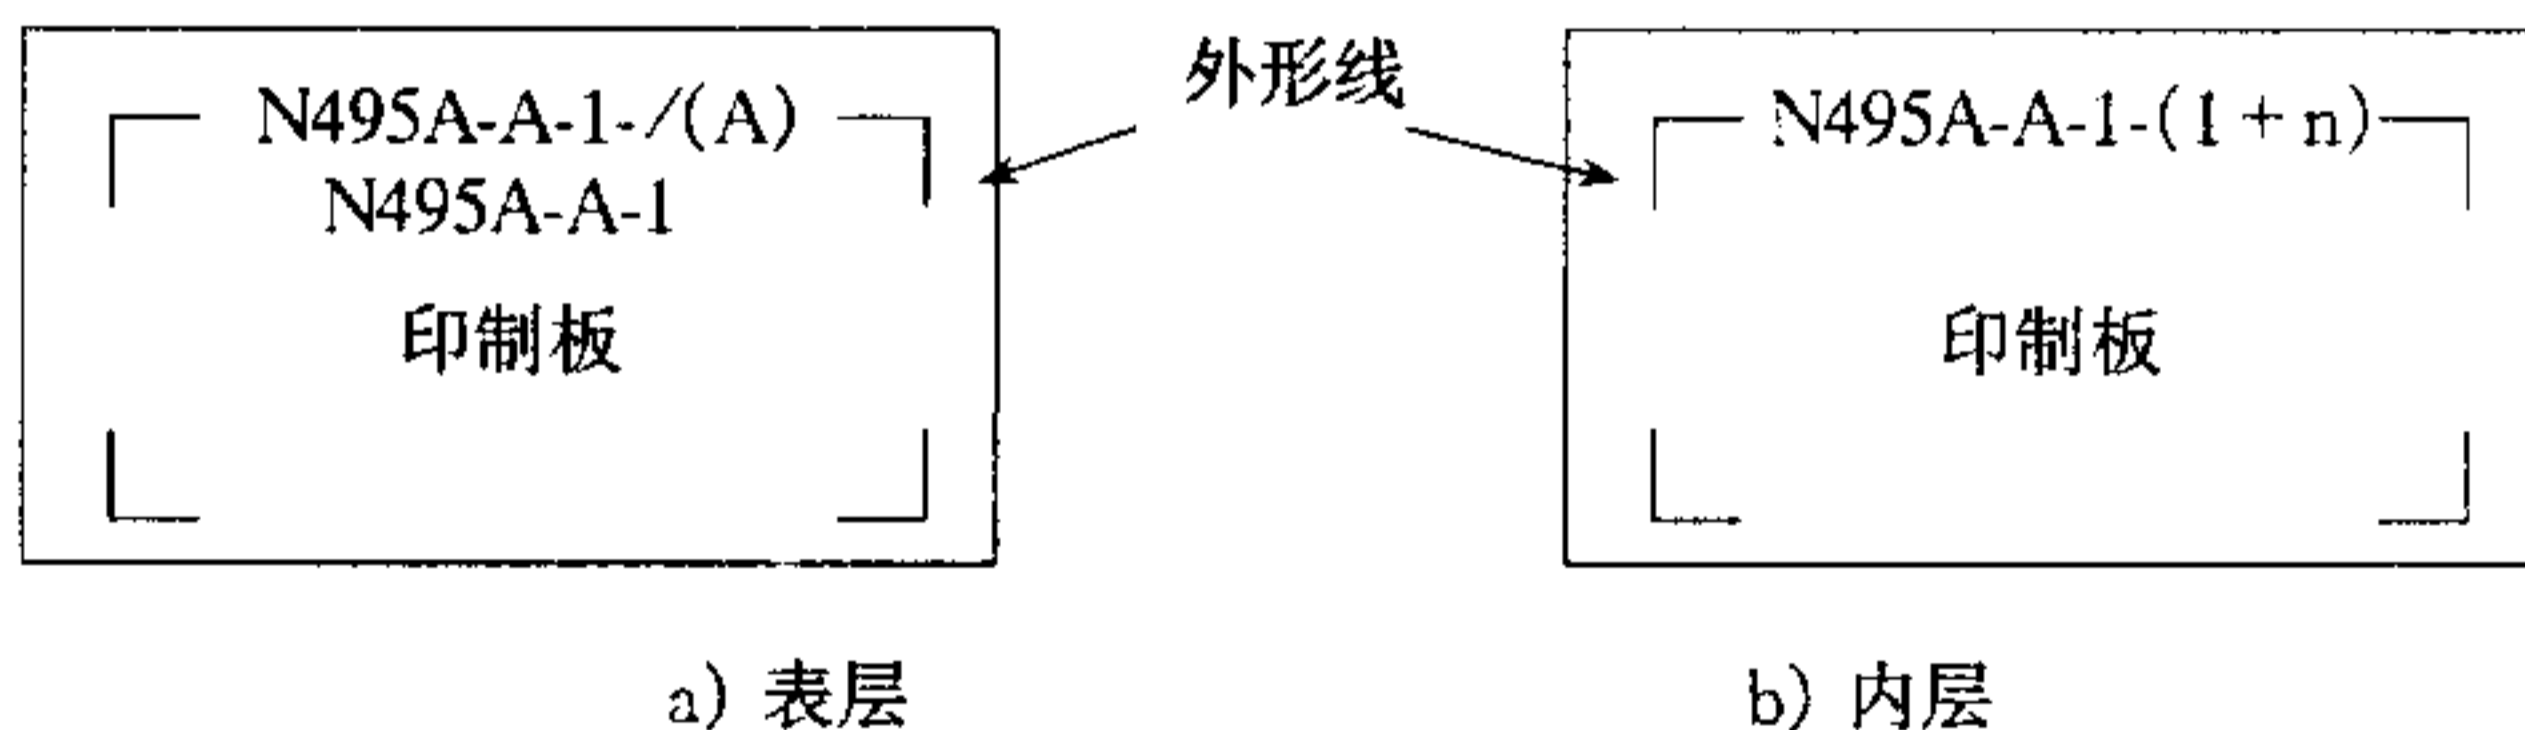 N495A-A-1-/(A)
N495A-A-1
印制板
外形线
N495A-A-1-(1+n)
印制板
a) 表层
b) 内层